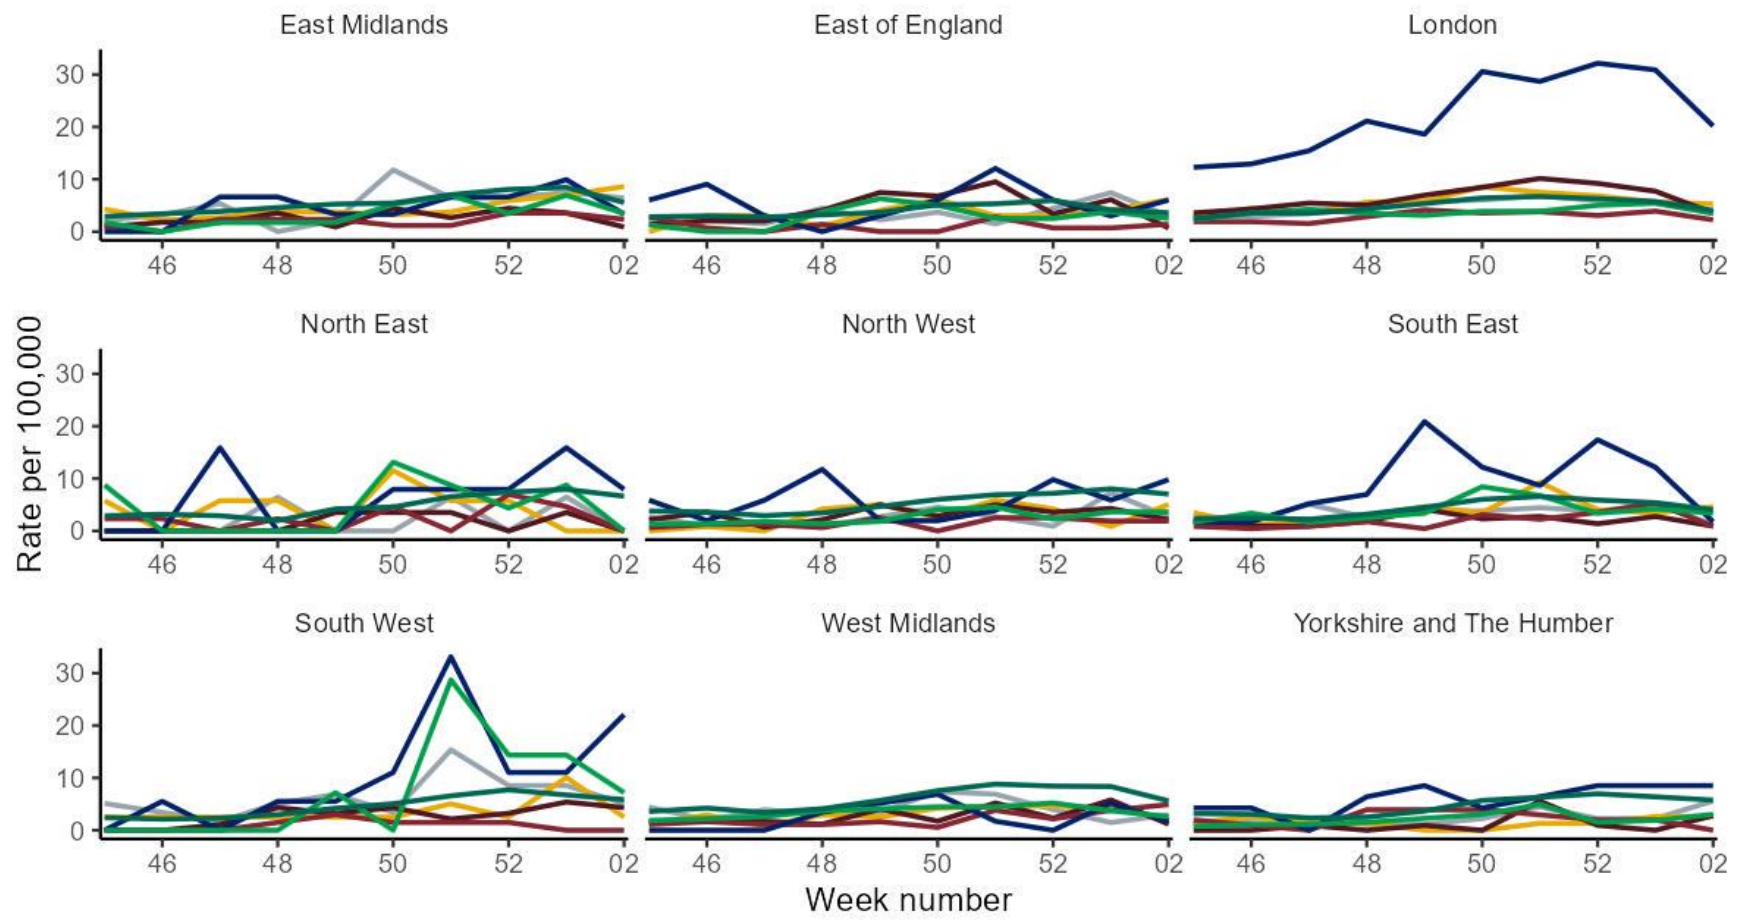 East Midlands East of England London
30
20
10
0
46 48 50 52 02 46 48 50 52 02 46 48 50 52 02
North East North West South East
Rate per 100,000
30
20
10
0
46 48 50 52 02 46 48 50 52 02 46 48 50 52 02
South West West Midlands Yorkshire and The Humber
30
20
10
0
46 48 50 52 02 46 48 50 52 02 46 48 50 52 02
Week number